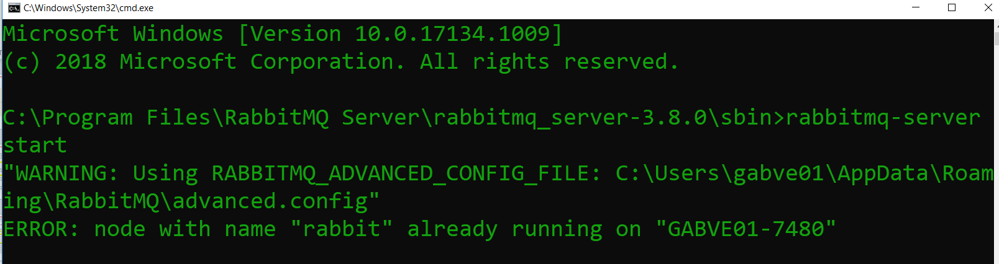 C:\Windows\System32\cmd.exe
Microsoft Windows [Version 10.0.17134.1009]
(c) 2018 Microsoft Corporation. All rights reserved.
C:\Program Files\RabbitMQ Server\rabbitmq_server-3.8.0\sbin>rabbitmq-server
start
"WARNING: Using RABBITMQ_ADVANCED_CONFIG_FILE: C:\Users\gabve01\AppData\Roam
ing\RabbitMQ\advanced.config"
ERROR: node with name "rabbit" already running on "GABVE01-7480"